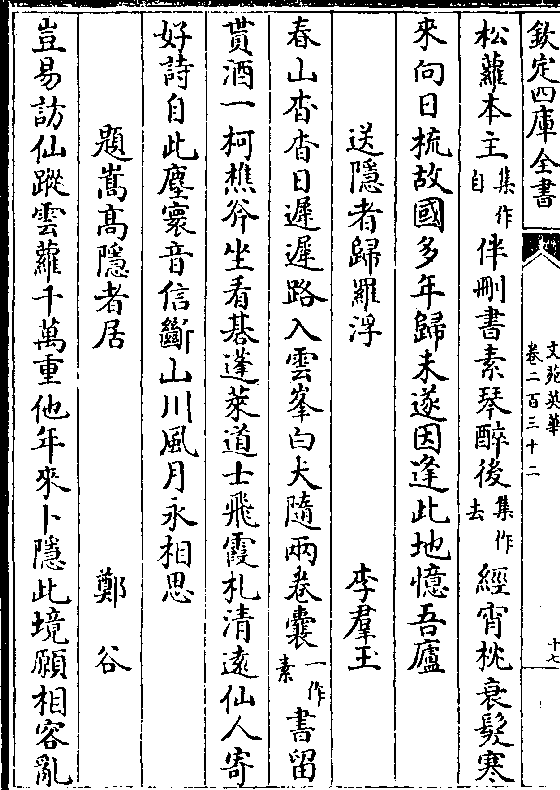 欽定四庫全書
文苑英華
卷二百三十二
十七
松蘿本主集作自伴刪書素琴醉後集作去經宵枕衰髮寒
來向日梳故國多年歸未遂因逢此地憶吾廬
送隱者歸羅浮　李羣玉
春山杳杳日遲遲路入雲峯白犬隨兩卷囊一作素書留
貰酒一柯樵斧坐看棊蓬萊道士飛霞札清遠仙人寄
好詩自此塵寰音信斷山川風月永相思
題嵩高隱者居　鄭谷
豈易訪仙蹤雲蘿千萬重他年來卜隱此境願相容亂